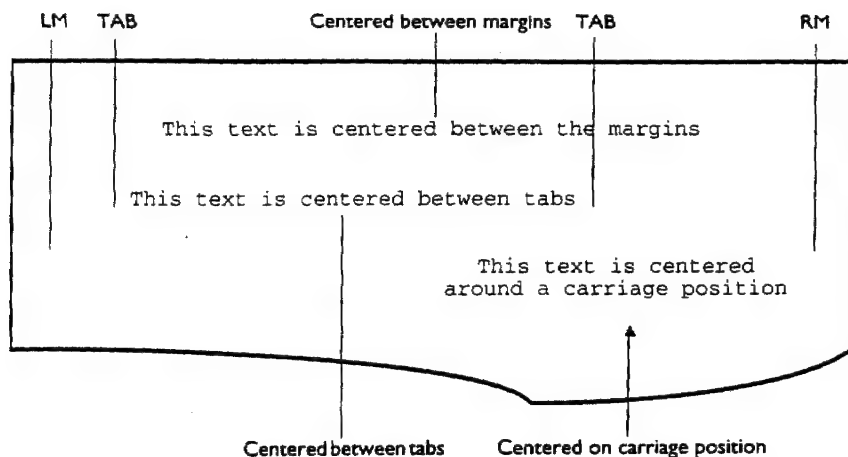 LM TAB Centered between margins TAB RM
This text is centered between the margins
This text is centered between tabs
This text is centered
around a carriage position
Centered between tabs Centered on carriage position